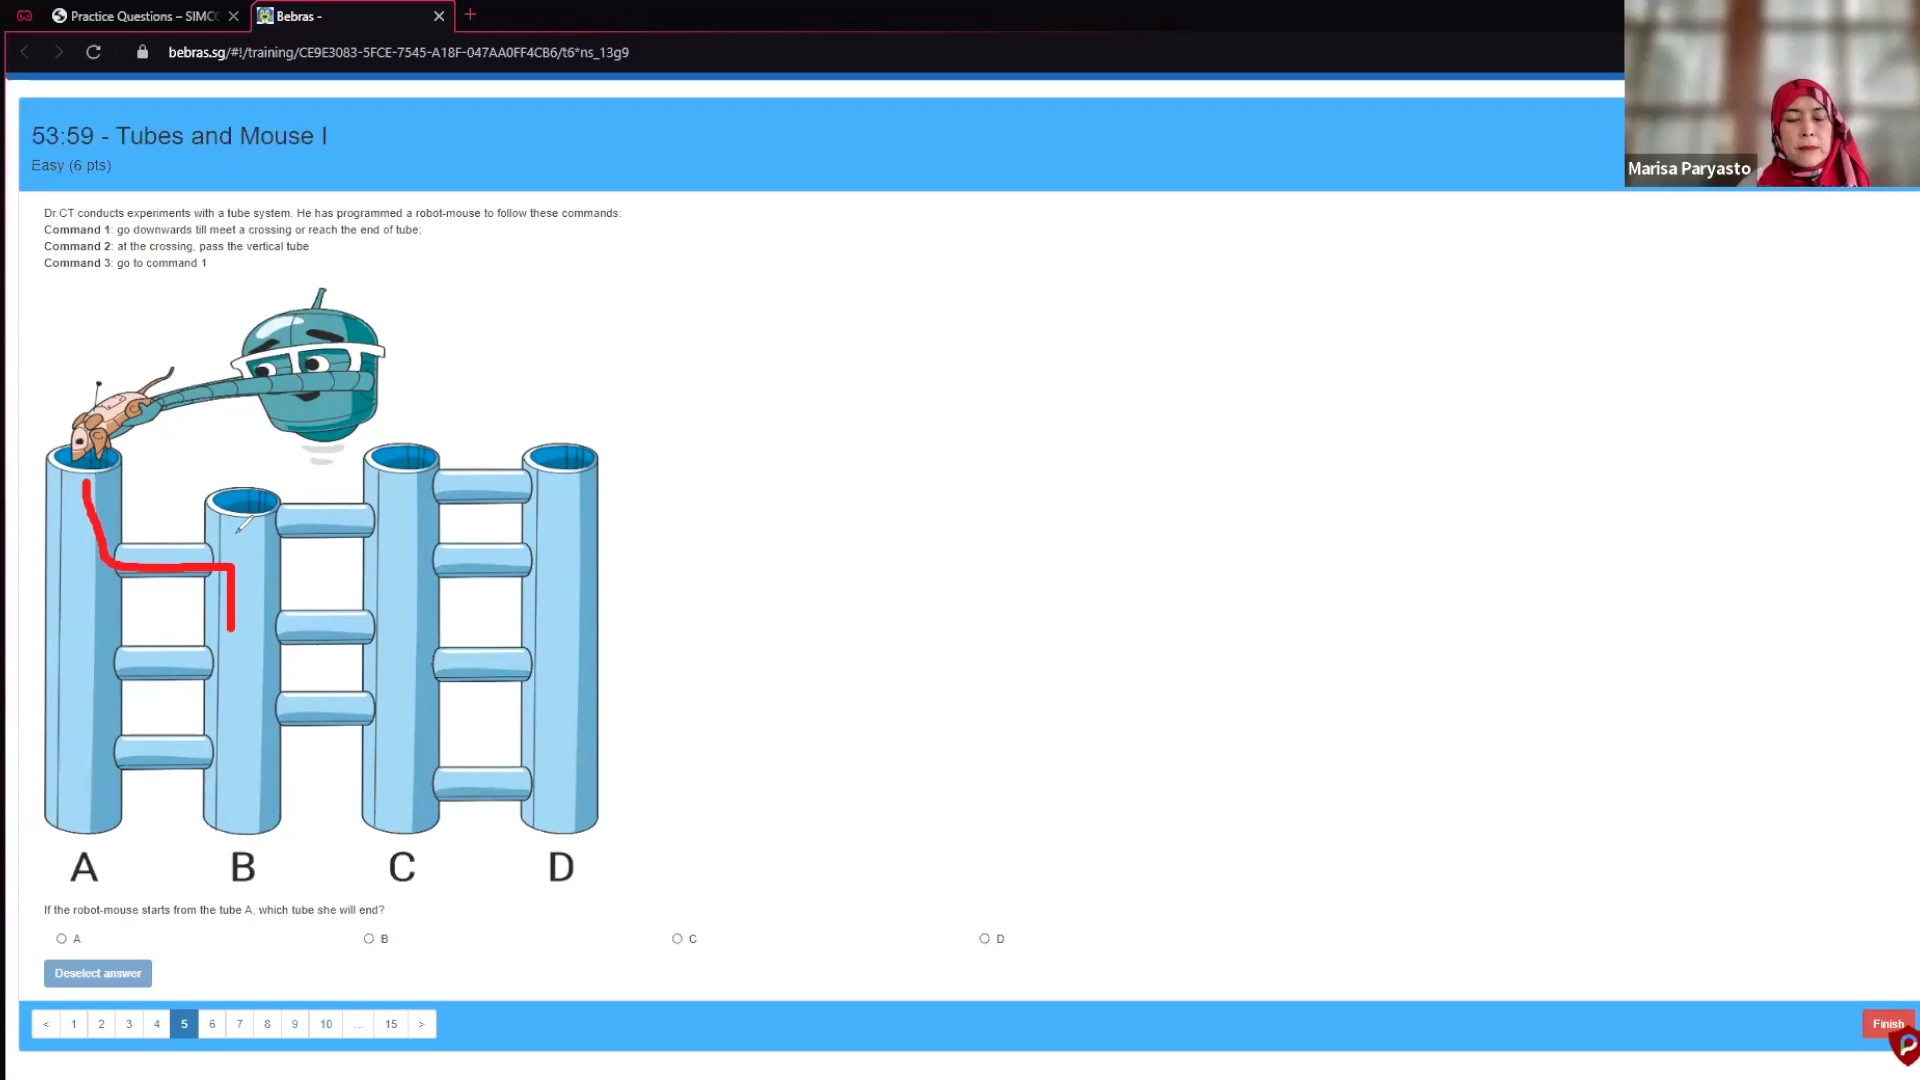 Practice Questions – SIMCC
Bebras -
bebras.sg/#!/training/CE9E3083-5FCE-7545-A18F-047AA0FF4CB6/t6*ns_13g9
Marisa Paryasto
53:59 - Tubes and Mouse I
Easy (6 pts)
Dr.CT conducts experiments with a tube system. He has programmed a robot-mouse to follow these commands:
Command 1: go downwards till meet a crossing or reach the end of tube;
Command 2: at the crossing, pass the vertical tube
Command 3: go to command 1
A B C D
If the robot-mouse starts from the tube A, which tube she will end?
A B C D
Deselect answer
< 1 2 3 4 5 6 7 8 9 10 ... 15 >
Finish